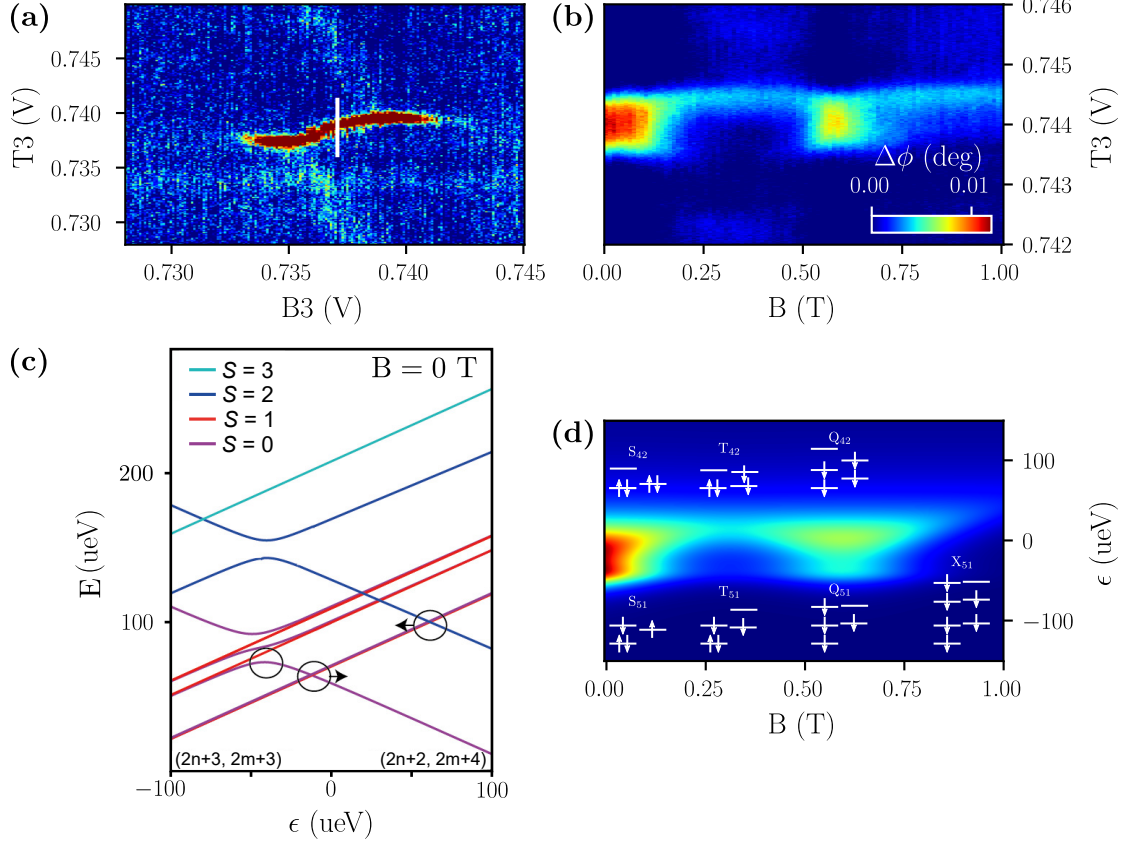 (a)
0.745
0.740
0.735
0.730
T3 (V)
0.730 0.735 0.740 0.745
B3 (V)
(b)
0.746
0.745
0.744
0.743
0.742
T3 (V)
Δϕ (deg)
0.00 0.01
0.00 0.25 0.50 0.75 1.00
B (T)
(c)
B = 0 T
S = 3
S = 2
S = 1
S = 0
200
100
E (ueV)
(2n+3, 2m+3) (2n+2, 2m+4)
−100 0 100
ϵ (ueV)
(d)
S42 T42 Q42
S51 T51 Q51 X51
100
0
−100
ϵ (ueV)
0.00 0.25 0.50 0.75 1.00
B (T)